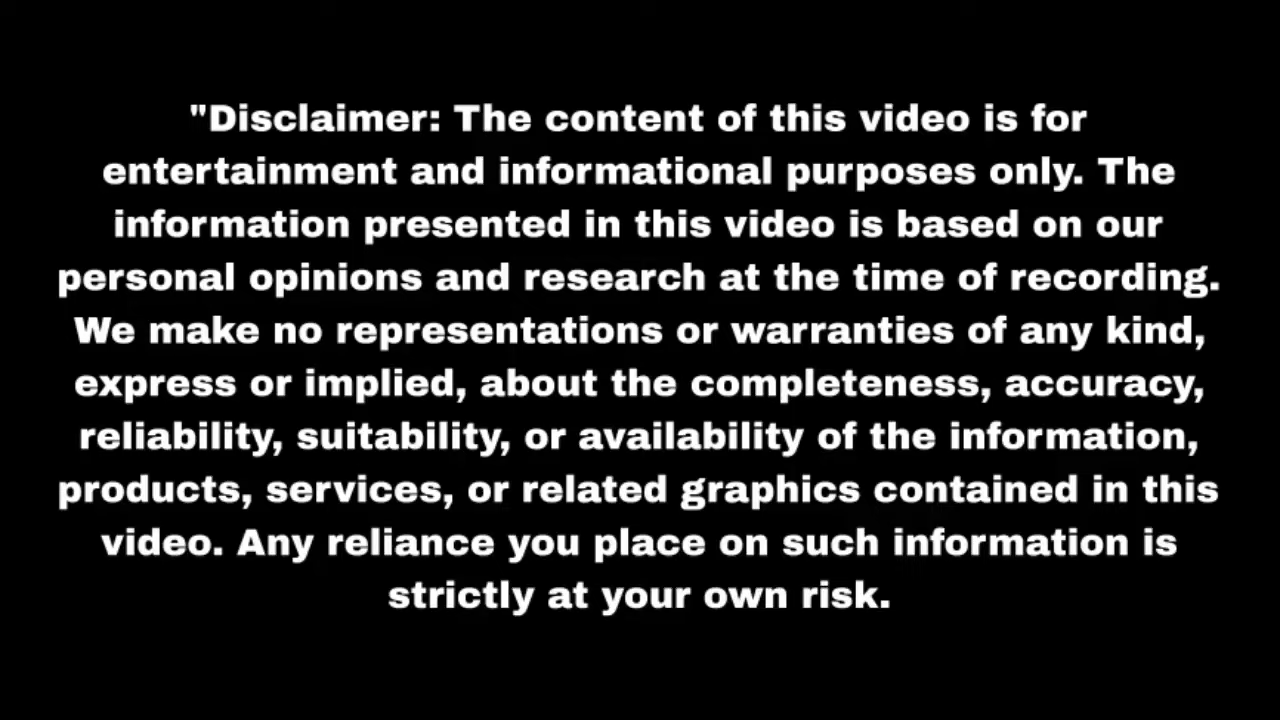 "Disclaimer: The content of this video is for
entertainment and informational purposes only. The
information presented in this video is based on our
personal opinions and research at the time of recording.
We make no representations or warranties of any kind,
express or implied, about the completeness, accuracy,
reliability, suitability, or availability of the information,
products, services, or related graphics contained in this
video. Any reliance you place on such information is
strictly at your own risk.